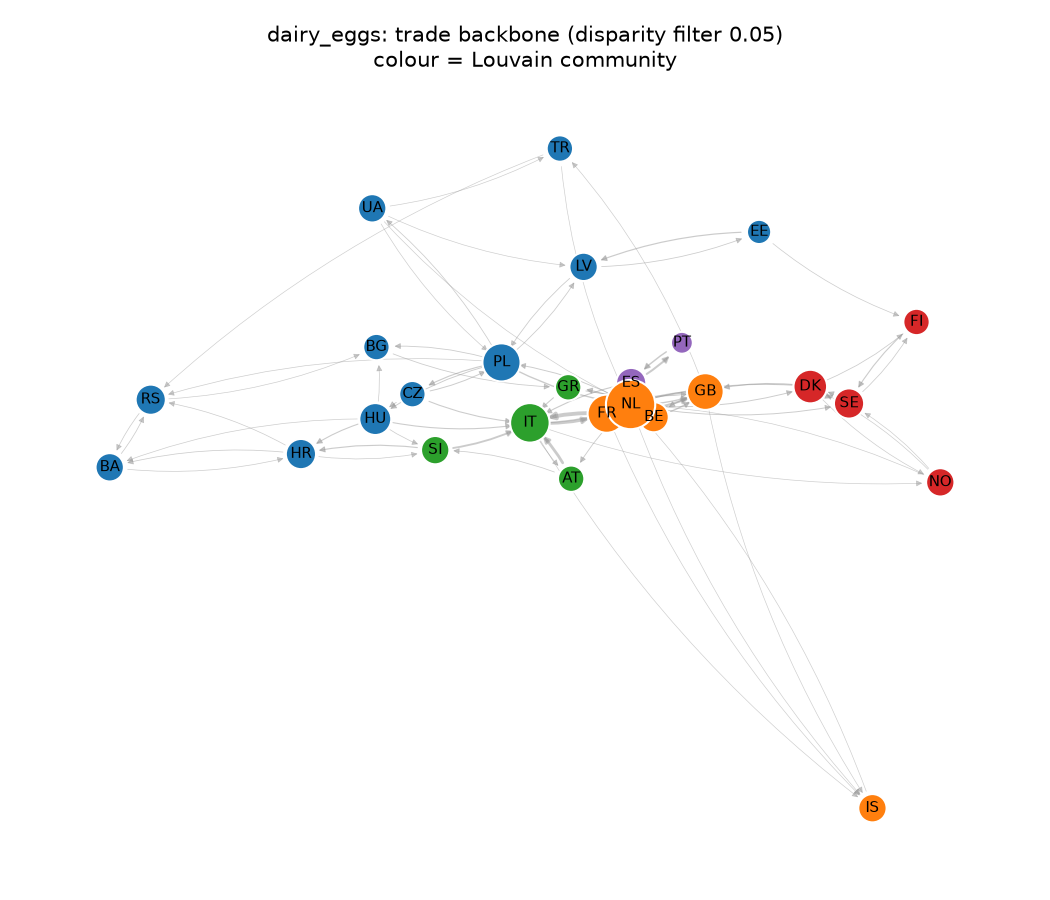 dairy_eggs: trade backbone (disparity filter 0.05)
colour = Louvain community
TR
UA
EE
LV
FI
PT
BG
PL
ES
GR
CZ
GB
DK
RS
NL
SE
FR
BE
HU
IT
SI
HR
BA
AT
NO
IS